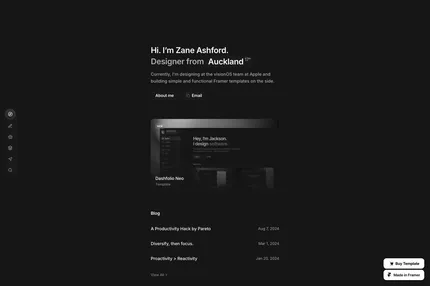 Hi. I'm Zane Ashford.
Designer from Auckland
Currently, I'm designing at the visionOS team at Apple and
building simple and functional Framer templates on the side.
About me
Email
Hey, I'm Jackson.
I design software.
Dashfolio Neo
Template
Blog
A Productivity Hack by Pareto
Aug 7, 2024
Diversify, then focus.
Mar 1, 2024
Proactivity > Reactivity
Jan 20, 2024
View All
Buy Template
Made in Framer